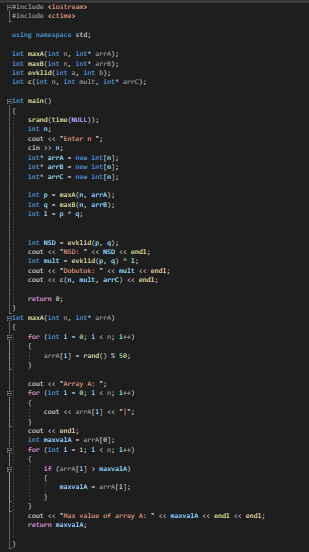 #include <iostream>
#include <ctime>
using namespace std;
int maxA(int n, int* arrA);
int maxB(int n, int* arrB);
int evklid(int a, int b);
int c(int n, int mult, int* arrC);
int main()
{
srand(time(NULL));
int n;
cout << "Enter n ";
cin >> n;
int* arrA = new int[n];
int* arrB = new int[n];
int* arrC = new int[n];
int p = maxA(n, arrA);
int q = maxB(n, arrB);
int l = p * q;
int NSD = evklid(p, q);
cout << "NSD: " << NSD << endl;
int mult = evklid(p, q) * l;
cout << "Dobutok: " << mult << endl;
cout << c(n, mult, arrC) << endl;
return 0;
}
int maxA(int n, int* arrA)
{
for (int i = 0; i < n; i++)
{
arrA[i] = rand() % 50;
}
cout << "Array A: ";
for (int i = 0; i < n; i++)
{
cout << arrA[i] << "|";
}
cout << endl;
int maxvalA = arrA[0];
for (int i = 1; i < n; i++)
{
if (arrA[i] > maxvalA)
{
maxvalA = arrA[i];
}
}
cout << "Max value of array A: " << maxvalA << endl << endl;
return maxvalA;
}